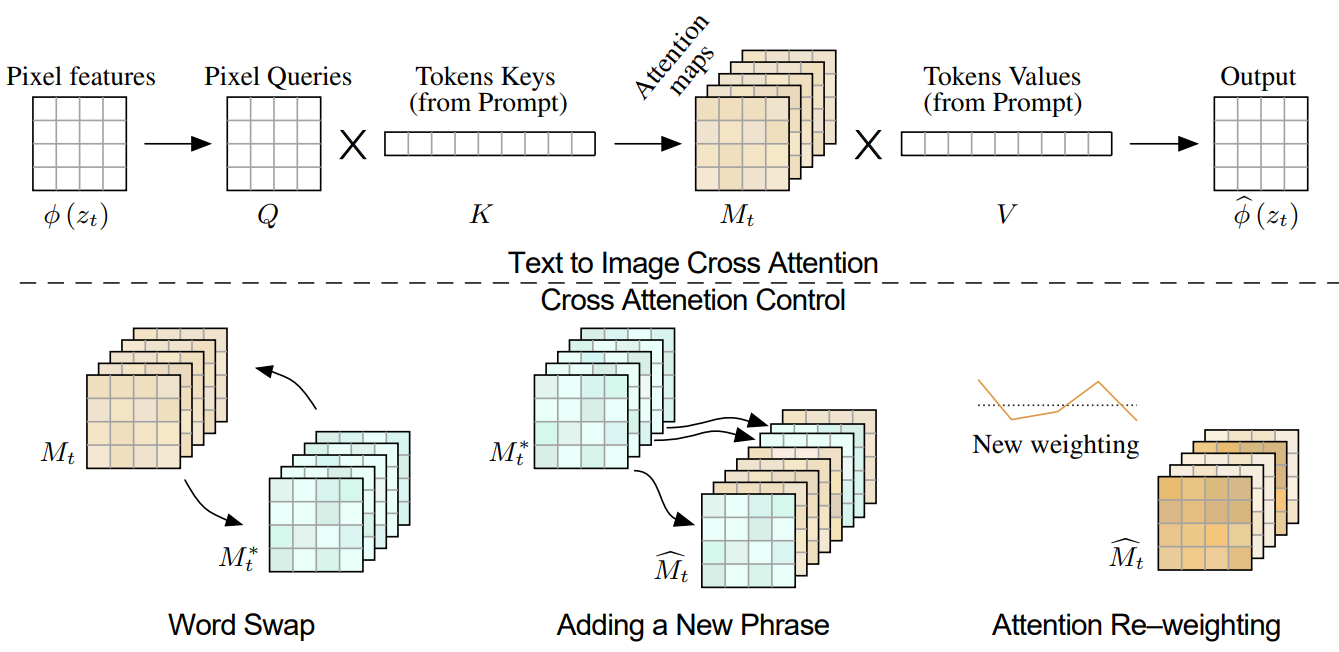 Pixel features
Pixel Queries
Tokens Keys
(from Prompt)
Attention
maps
Tokens Values
(from Prompt)
Output
ϕ (z_t)
Q
K
M_t
V
ϕ̂ (z_t)
Text to Image Cross Attention
Cross Attenetion Control
M_t
M_t^*
Word Swap
M_t^*
M̂_t
Adding a New Phrase
New weighting
M̂_t
Attention Re–weighting